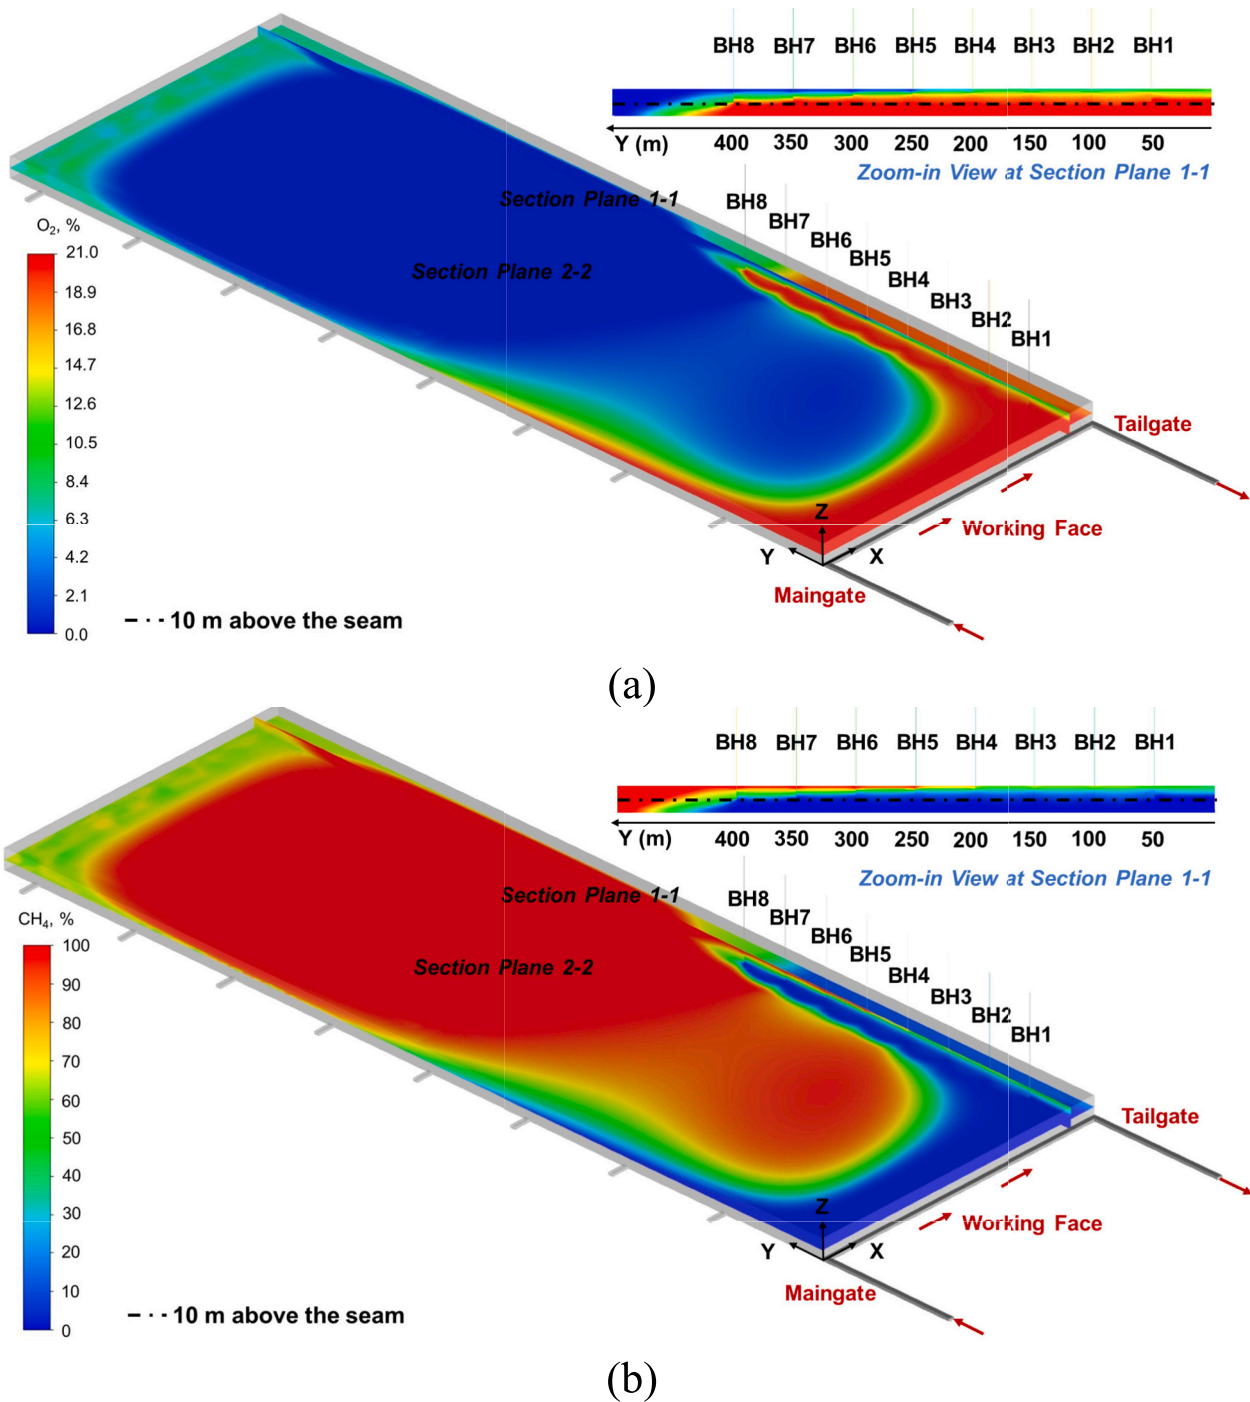 BH8 BH7 BH6 BH5 BH4 BH3 BH2 BH1
Y (m) 400 350 300 250 200 150 100 50
Zoom-in View at Section Plane 1-1
Section Plane 1-1
BH8
BH7
BH6
BH5
BH4
BH3
BH2
BH1
Section Plane 2-2
O₂, %
21.0
18.9
16.8
14.7
12.6
10.5
8.4
6.3
4.2
2.1
0.0
Tailgate
Working Face
Z
Y
X
Maingate
10 m above the seam
(a)
BH8 BH7 BH6 BH5 BH4 BH3 BH2 BH1
Y (m) 400 350 300 250 200 150 100 50
Zoom-in View at Section Plane 1-1
Section Plane 1-1
BH8
BH7
BH6
BH5
BH4
BH3
BH2
BH1
Section Plane 2-2
CH₄, %
100
90
80
70
60
50
40
30
20
10
0
Tailgate
Working Face
Z
Y
X
Maingate
10 m above the seam
(b)